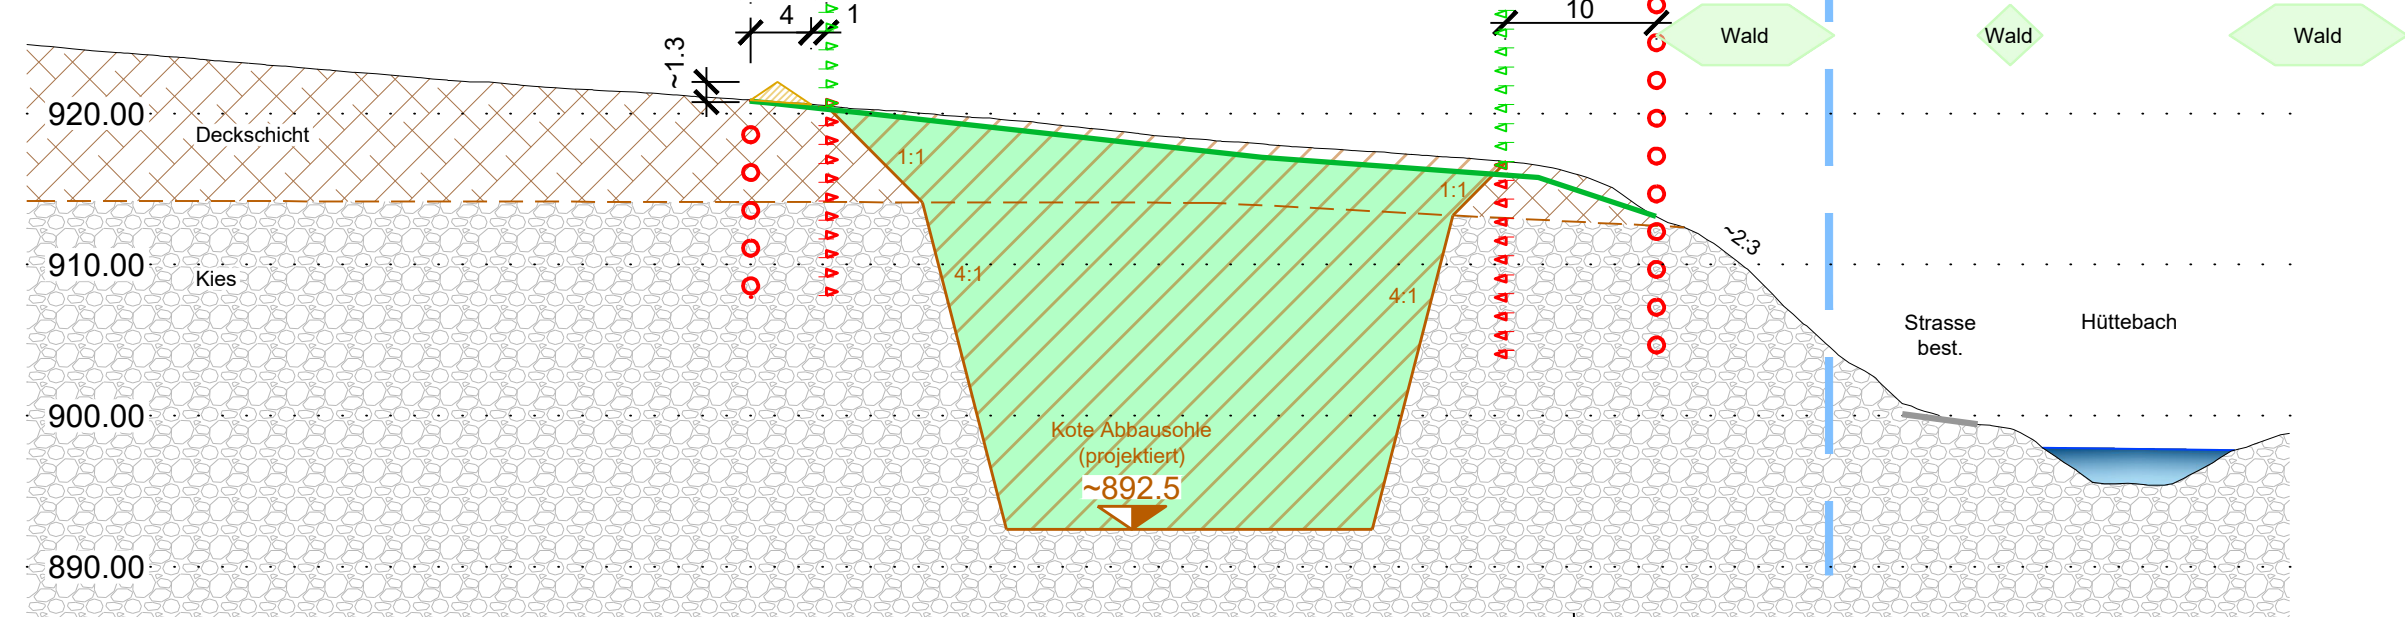 4
1
10
~1.3
Wald
Wald
Wald
920.00
Deckschicht
1:1
1:1
~2:3
910.00
Kies
4:1
4:1
Strasse
best.
Hüttebach
900.00
Kote Abbausohle
(projektiert)
~892.5
890.00